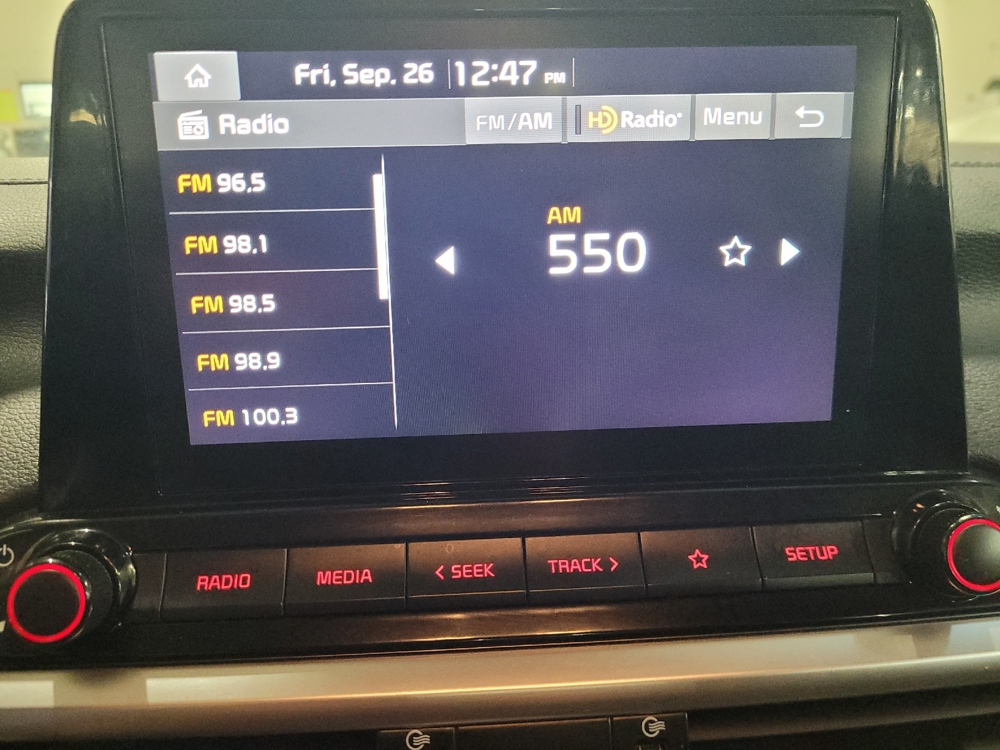 Fri, Sep. 26 12:47 PM
Radio FM/AM HD Radio Menu
FM 96.5
FM 98.1
FM 98.5
FM 98.9
FM 100.3
AM
550
RADIO MEDIA < SEEK TRACK > SETUP